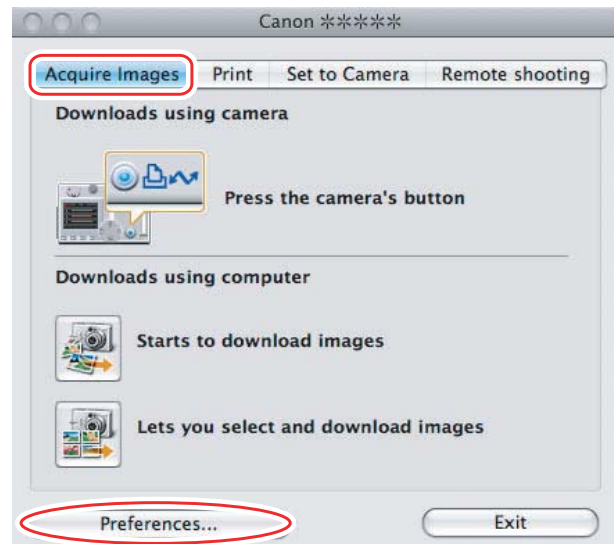 Canon *****
Acquire Images Print Set to Camera Remote shooting
Downloads using camera
Press the camera's button
Downloads using computer
Starts to download images
Lets you select and download images
Preferences... Exit